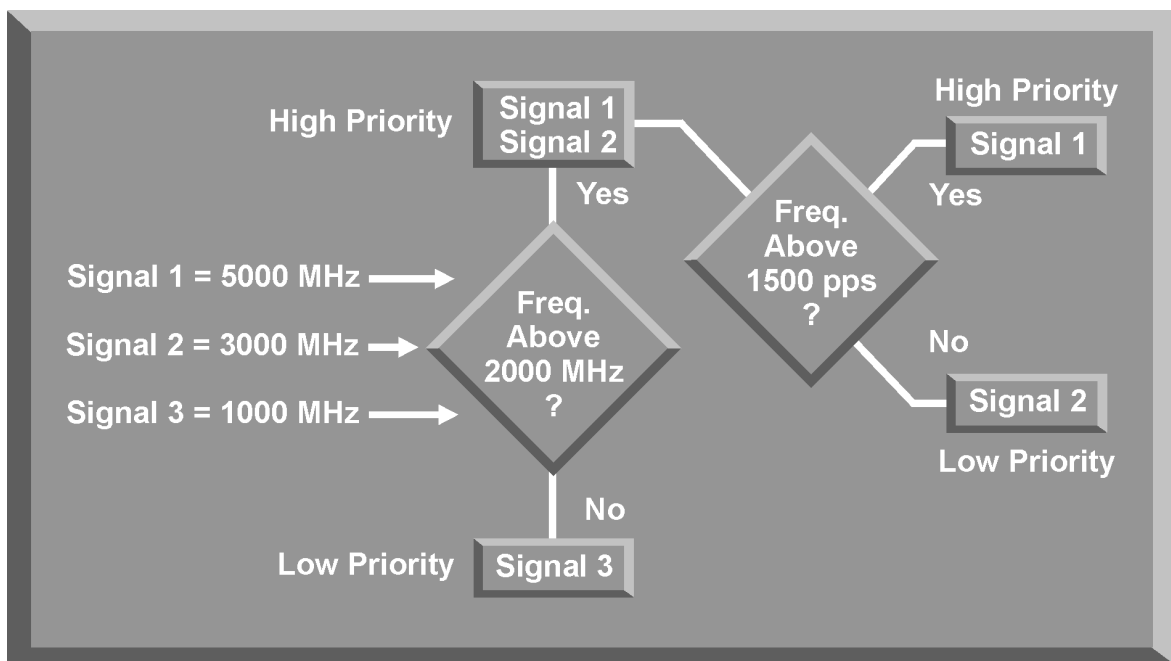 High Priority
Signal 1
Signal 2
Yes
Signal 1 = 5000 MHz
Signal 2 = 3000 MHz
Signal 3 = 1000 MHz
Freq.
Above
2000 MHz
?
No
Low Priority
Signal 3
Freq.
Above
1500 pps
?
High Priority
Signal 1
Yes
No
Signal 2
Low Priority